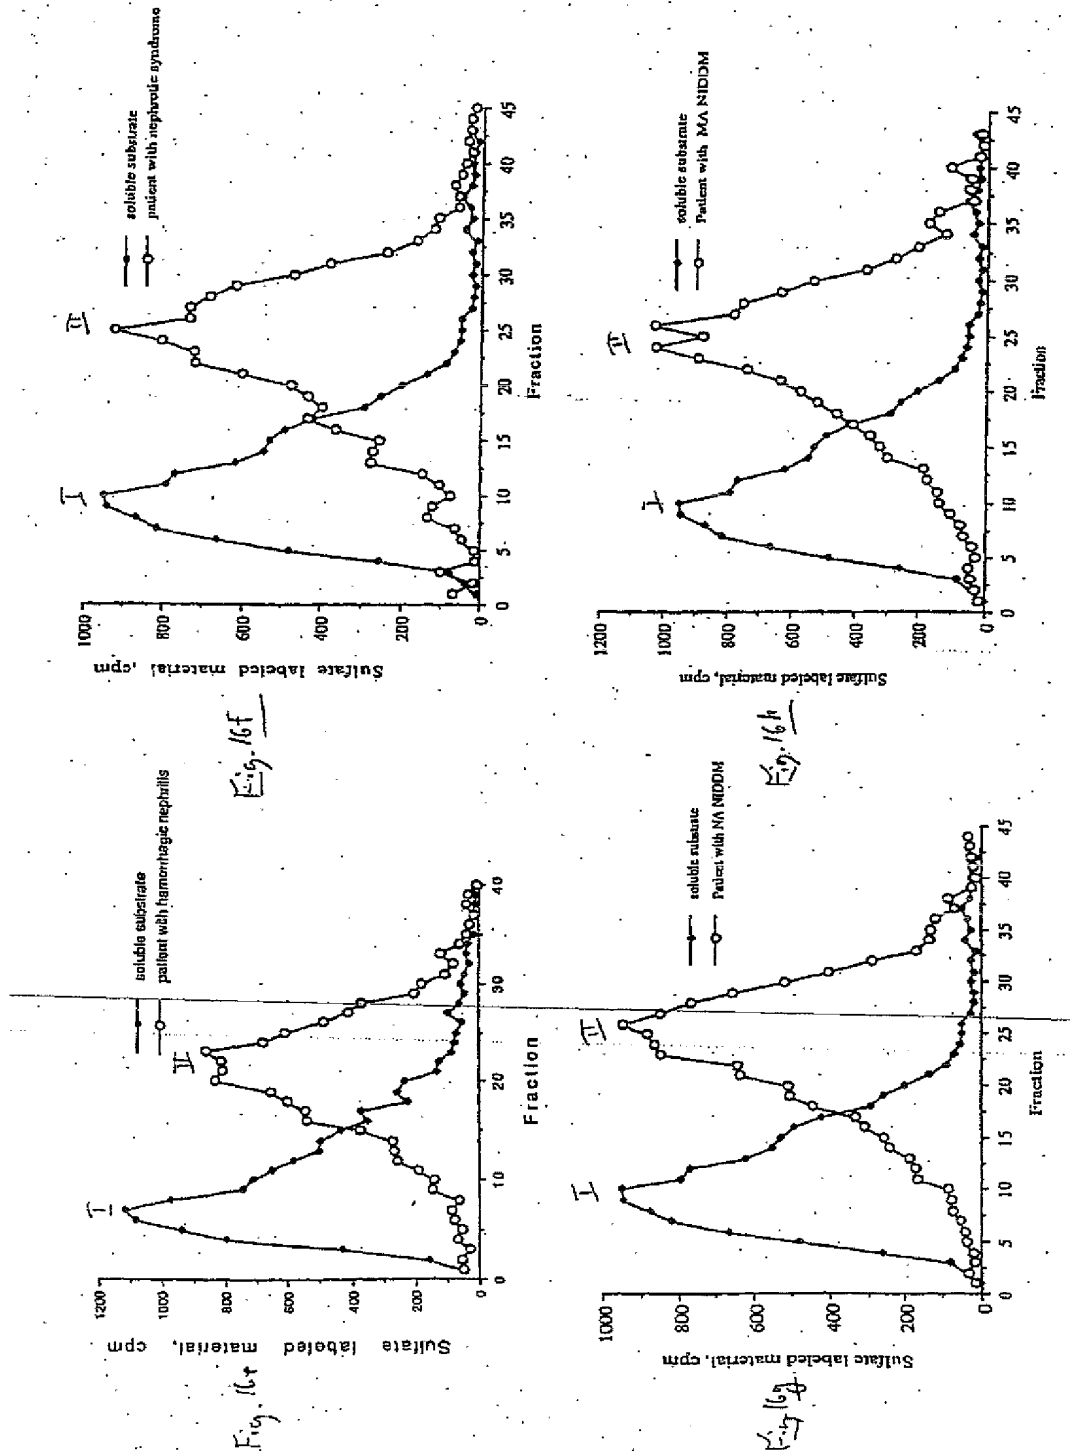 Fig. 16e
Sulfate labeled material, cpm
1200
1000
800
600
400
200
0
0
10
20
30
40
Fraction
I
II
soluble substrate
patient with hamorrhagic nephritis
Fig. 16f
Sulfate labeled material, cpm
1000
800
600
400
200
0
0
5
10
15
20
25
30
35
40
45
Fraction
I
II
soluble substrate
patient with nephrotic syndrome
Fig. 16g
Sulfate labeled material, cpm
1000
800
600
400
200
0
0
5
10
15
20
25
30
35
40
45
Fraction
I
II
soluble substrate
Patient with NA NIDDM
Fig. 16h
Sulfate labeled material, cpm
1000
800
600
400
200
0
0
5
10
15
20
25
30
35
40
45
Fraction
I
II
soluble substrate
Patient with MA NIDDM